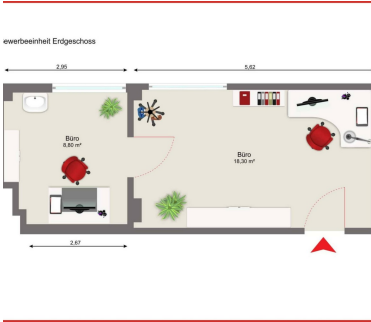 ewerbeeinheit Erdgeschoss
2,95
5,62
Büro
8,80 m²
Büro
18,30 m²
2,67